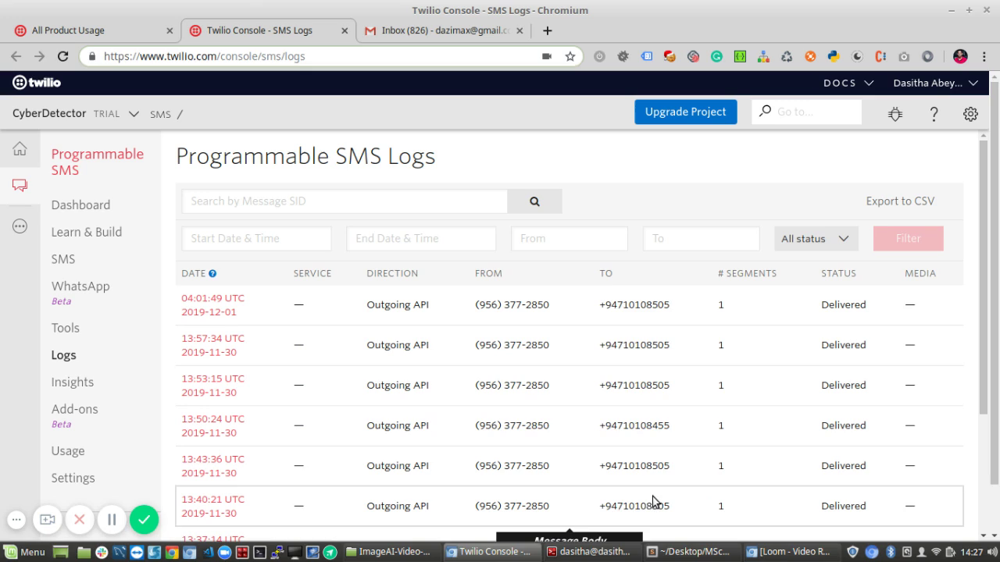 Twilio Console - SMS Logs - Chromium
All Product Usage
Twilio Console - SMS Logs
Inbox (826) - dazimax@gmail.c
https://www.twilio.com/console/sms/logs
twilio
DOCS
Dasitha Abey...
CyberDetector TRIAL SMS /
Upgrade Project
Go to...
Programmable SMS
Dashboard
Learn & Build
SMS
WhatsApp
Beta
Tools
Logs
Insights
Add-ons
Beta
Usage
Settings
Programmable SMS Logs
Search by Message SID
Export to CSV
Start Date & Time End Date & Time From To All status Filter
DATE SERVICE DIRECTION FROM TO # SEGMENTS STATUS MEDIA
04:01:49 UTC
2019-12-01
— Outgoing API (956) 377-2850 +94710108505 1 Delivered —
13:57:34 UTC
2019-11-30
— Outgoing API (956) 377-2850 +94710108505 1 Delivered —
13:53:15 UTC
2019-11-30
— Outgoing API (956) 377-2850 +94710108505 1 Delivered —
13:50:24 UTC
2019-11-30
— Outgoing API (956) 377-2850 +94710108455 1 Delivered —
13:43:36 UTC
2019-11-30
— Outgoing API (956) 377-2850 +94710108505 1 Delivered —
13:40:21 UTC
2019-11-30
— Outgoing API (956) 377-2850 1 Delivered —
13:37:14 UTC
Message Body
Menu
ImageAI-Video-...
Twilio Console -...
dasitha@dasith...
~/Desktop/MSc...
[Loom - Video R...
14:27